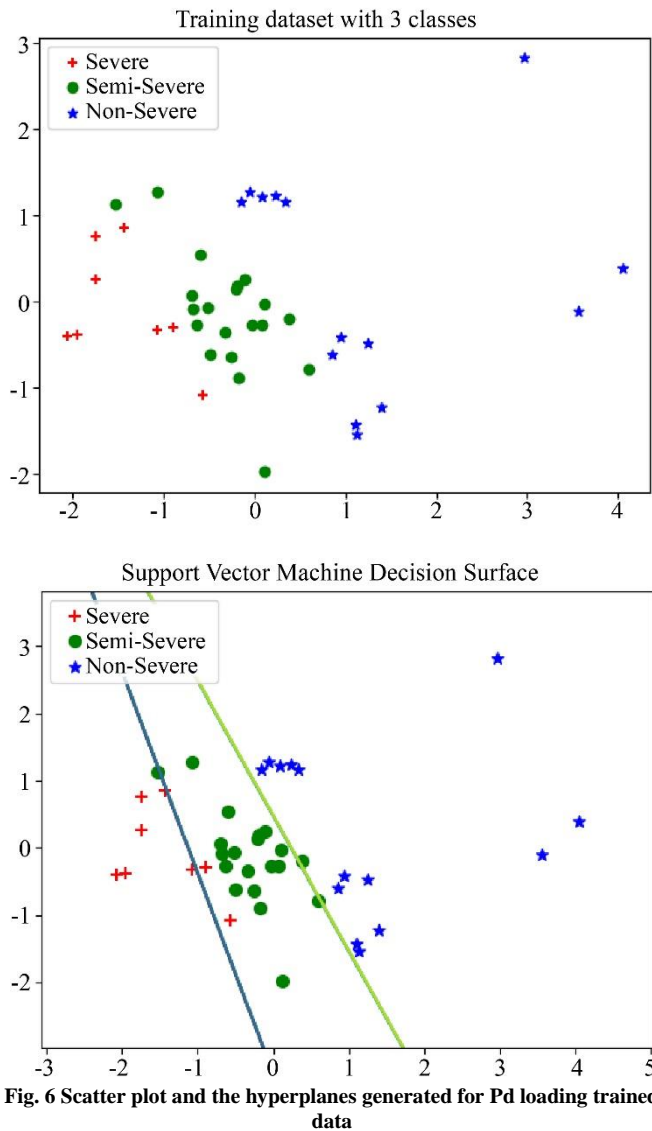 Training dataset with 3 classes
3
Severe
Semi-Severe
Non-Severe
2
1
0
-1
-2
-2 -1 0 1 2 3 4
Support Vector Machine Decision Surface
Severe
Semi-Severe
Non-Severe
3
2
1
0
-1
-2
-3 -2 -1 0 1 2 3 4 5
Fig. 6 Scatter plot and the hyperplanes generated for Pd loading trained
data